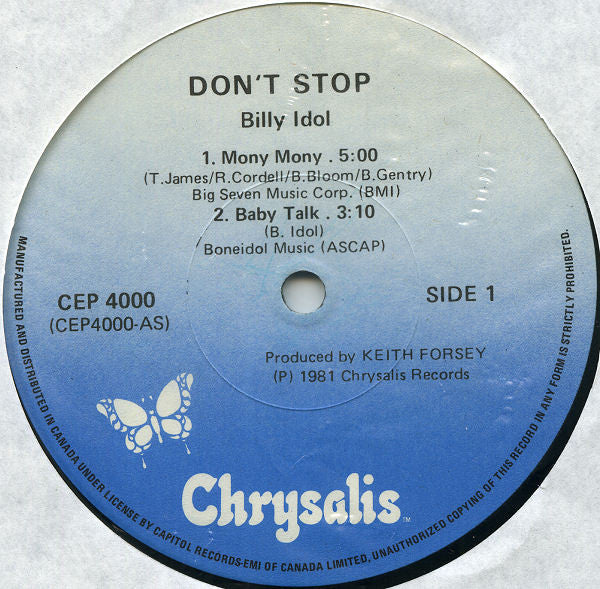 DON'T STOP
Billy Idol
1. Mony Mony . 5:00
(T. James/R. Cordell/B. Bloom/B. Gentry)
Big Seven Music Corp. (BMI)
2. Baby Talk . 3:10
(B. Idol)
Boneidol Music (ASCAP)
CEP 4000
(CEP4000-AS)
SIDE 1
Produced by KEITH FORSEY
(P) 1981 Chrysalis Records
Chrysalis TM
MANUFACTURED AND DISTRIBUTED IN CANADA UNDER LICENSE BY CAPITOL RECORDS-EMI OF CANADA LIMITED, UNAUTHORIZED COPYING OF THIS RECORD IN ANY FORM IS STRICTLY PROHIBITED.